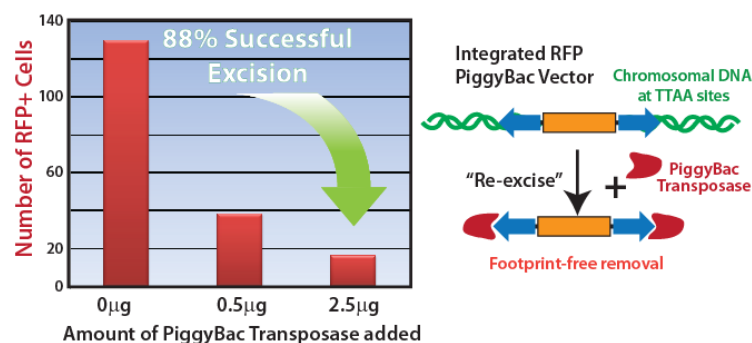 140
100
60
20
0
Number of RFP+ Cells
88% Successful
Excision
0µg
0.5µg
2.5µg
Amount of PiggyBac Transposase added
Integrated RFP
PiggyBac Vector
Chromosomal DNA
at TTAA sites
“Re-excise”
+
PiggyBac
Transposase
Footprint-free removal